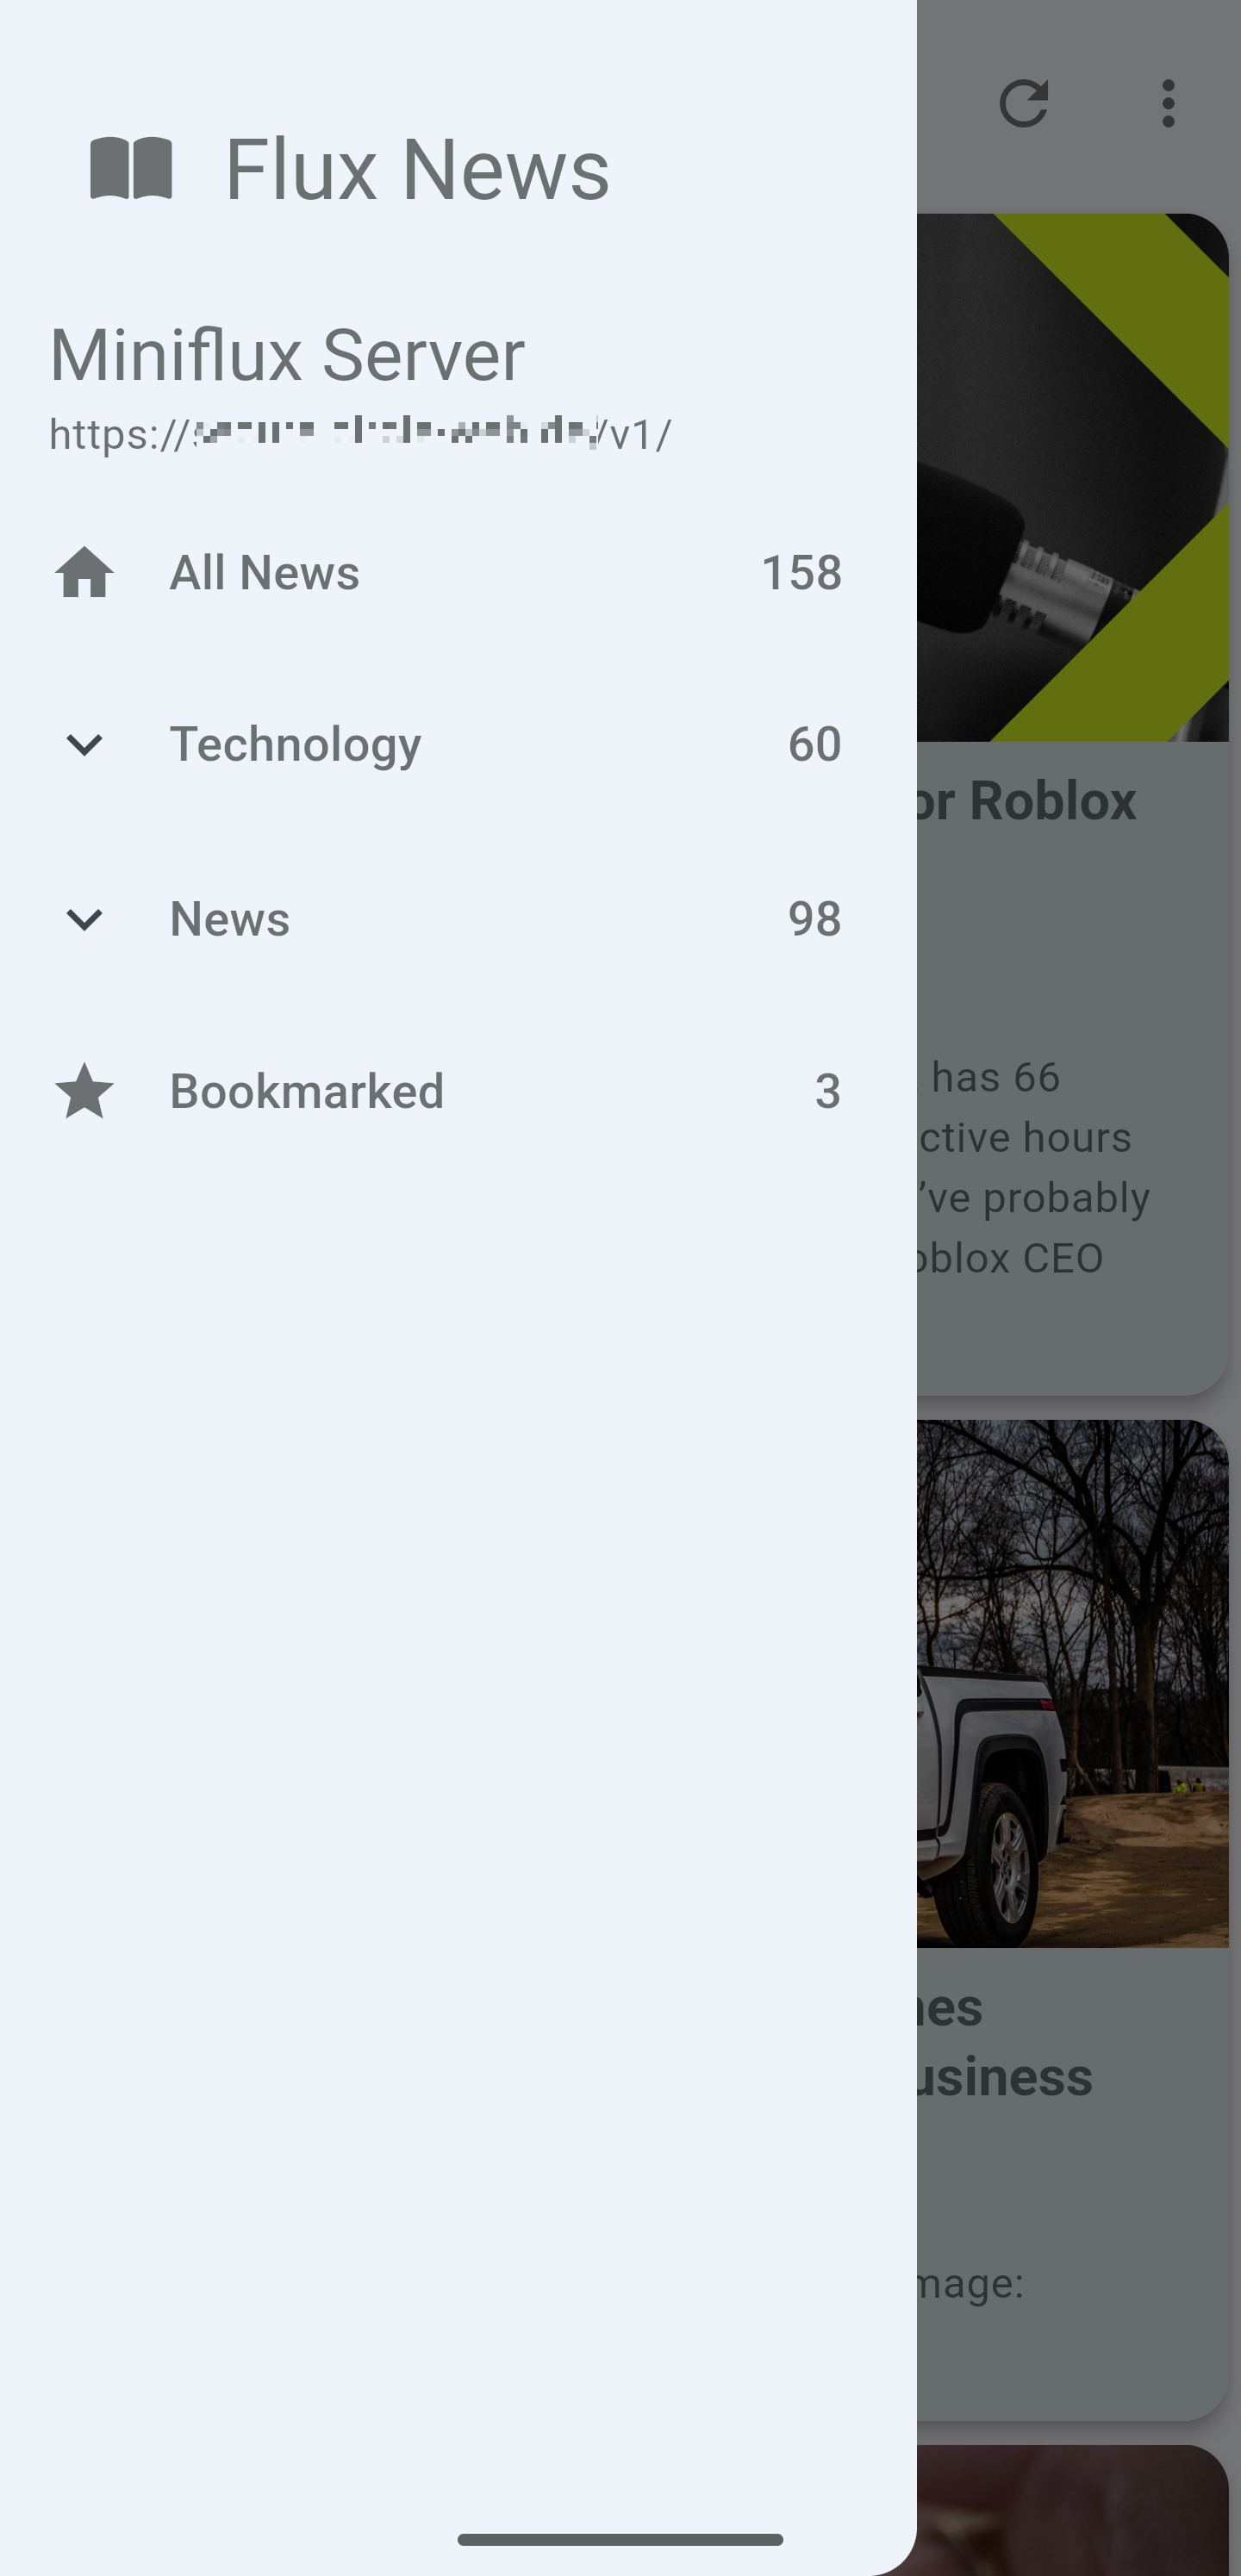 Flux News
Miniflux Server
https:// /v1/
All News 158
Technology 60
News 98
Bookmarked 3
or Roblox
has 66
ctive hours
've probably
oblox CEO
nes
usiness
mage: